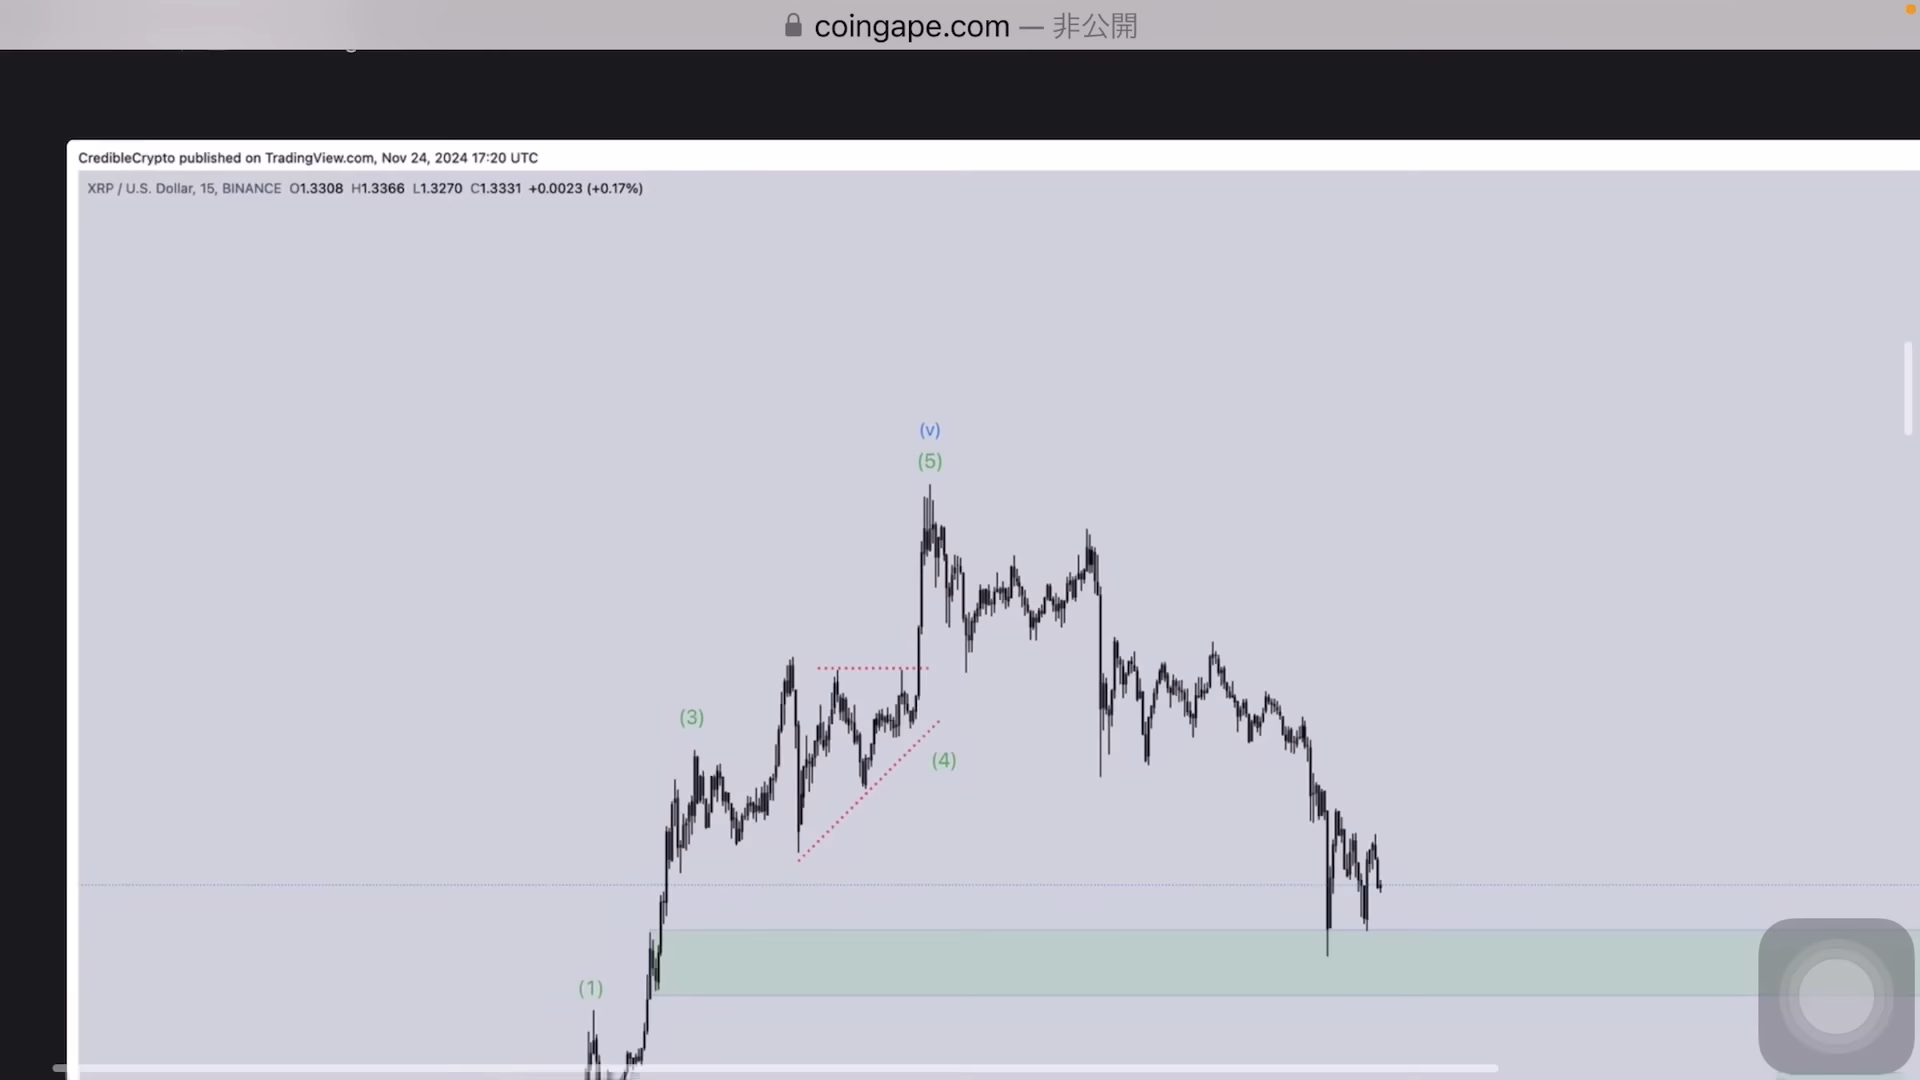 coingape.com — 非公開
CredibleCrypto published on TradingView.com, Nov 24, 2024 17:20 UTC
XRP / U.S. Dollar, 15, BINANCE O1.3308 H1.3366 L1.3270 C1.3331 +0.0023 (+0.17%)
(v)
(5)
(3)
(4)
(1)